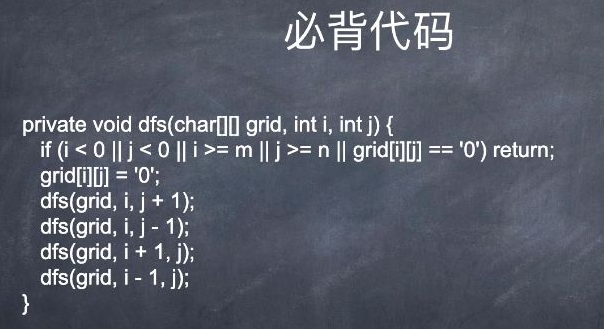 必背代码
private void dfs(char[][] grid, int i, int j) {
if (i < 0 || j < 0 || i >= m || j >= n || grid[i][j] == '0') return;
grid[i][j] = '0';
dfs(grid, i, j + 1);
dfs(grid, i, j - 1);
dfs(grid, i + 1, j);
dfs(grid, i - 1, j);
}